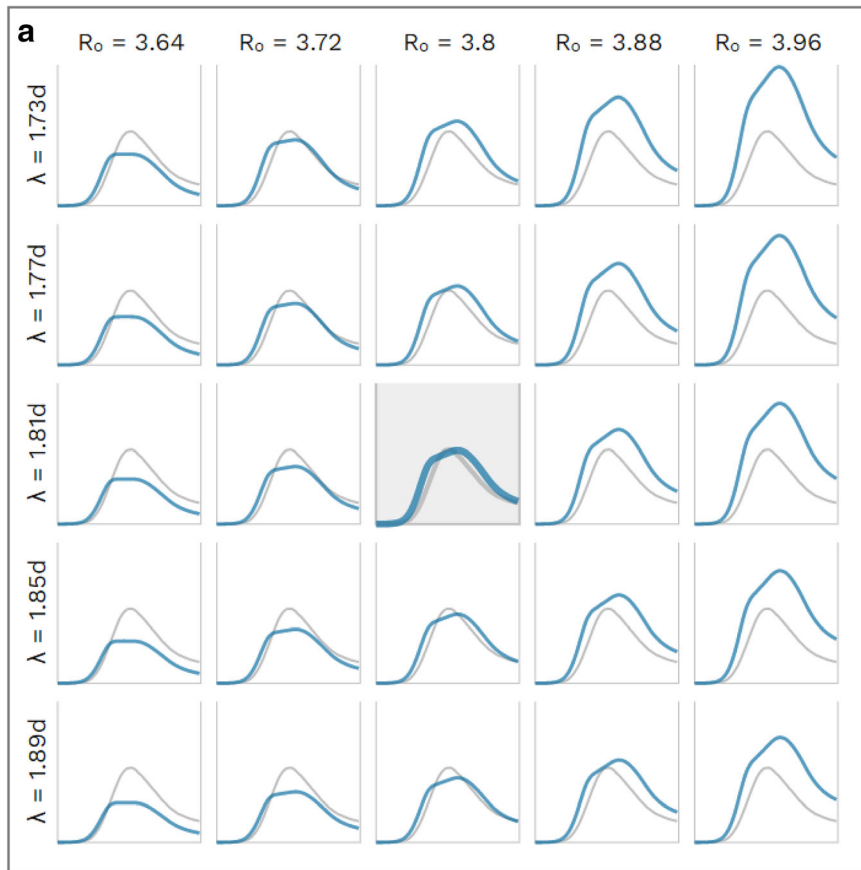 a
R₀ = 3.64 R₀ = 3.72 R₀ = 3.8 R₀ = 3.88 R₀ = 3.96
λ = 1.73d
λ = 1.77d
λ = 1.81d
λ = 1.85d
λ = 1.89d